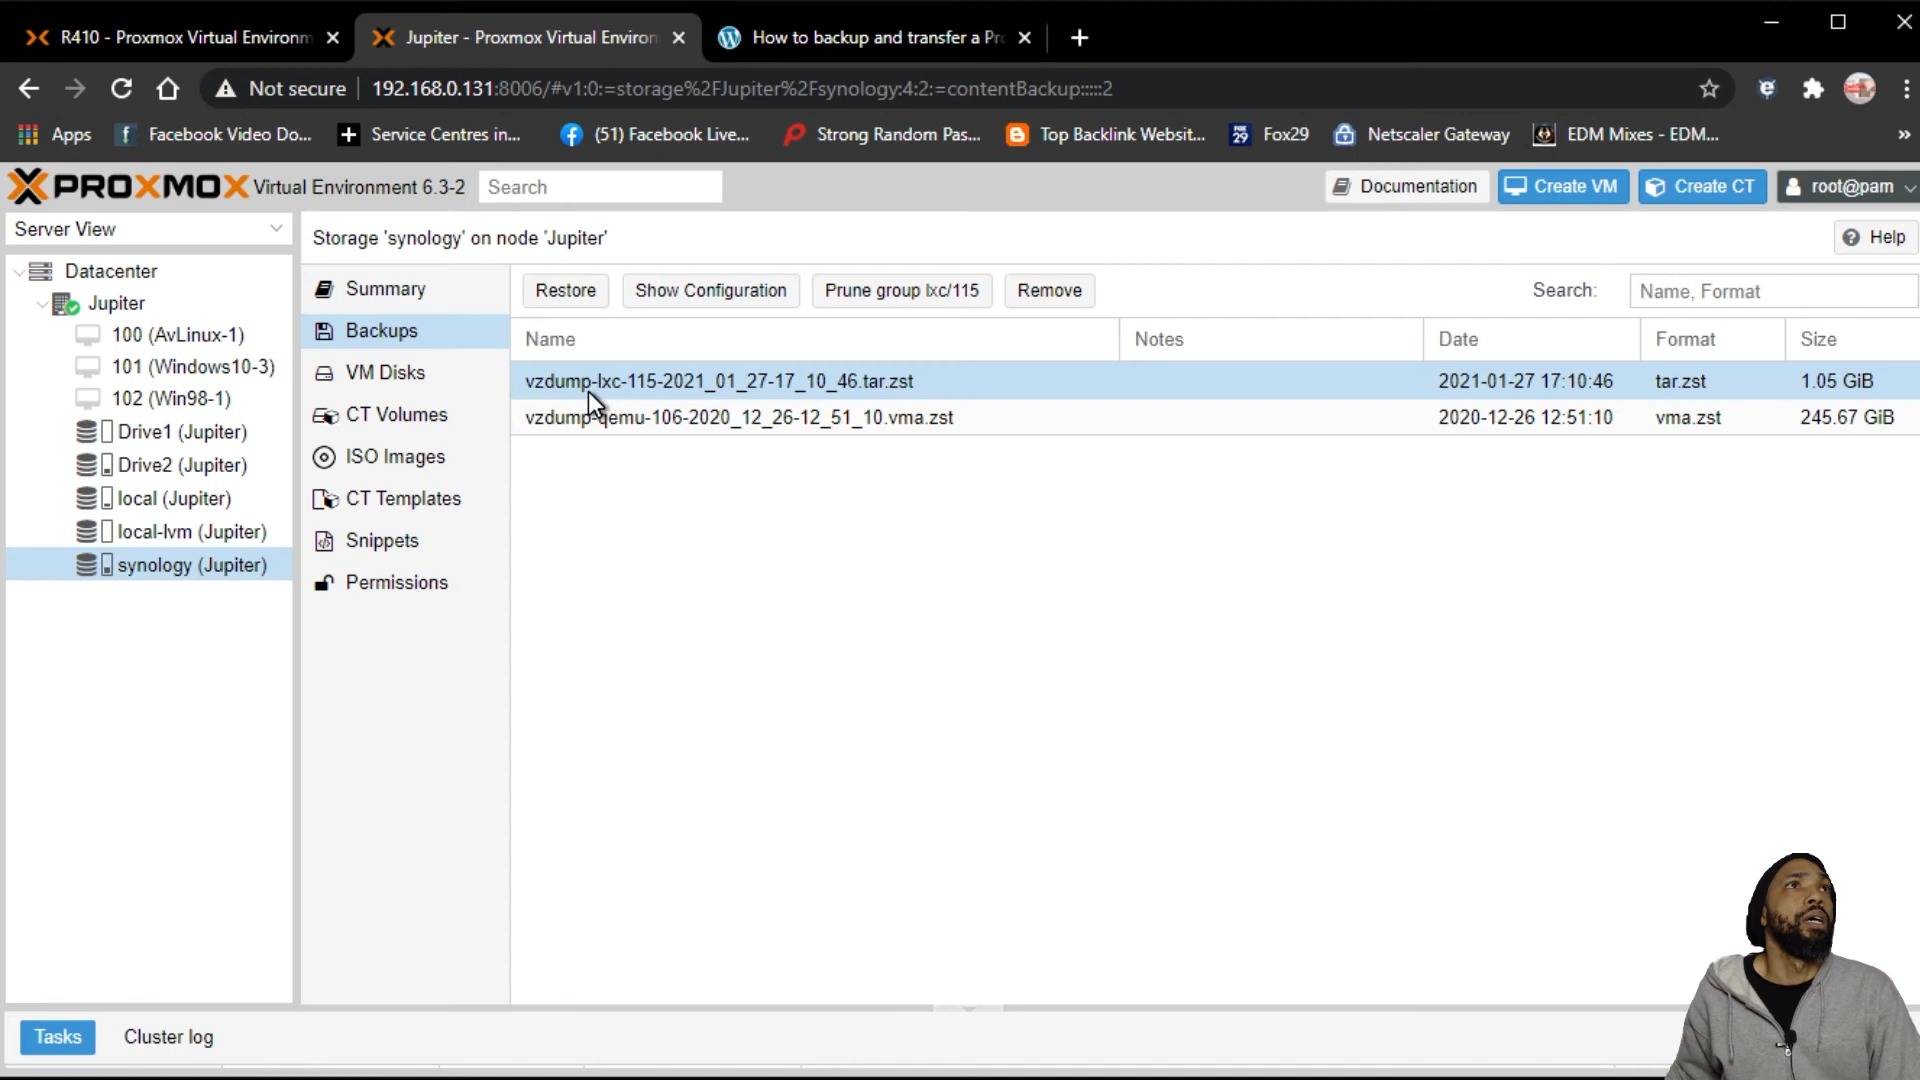 R410 - Proxmox Virtual Environm
Jupiter - Proxmox Virtual Environ
How to backup and transfer a Pr
Not secure
192.168.0.131:8006/#v1:0:=storage%2FJupiter%2Fsynology:4:2:=contentBackup:::::2
Apps
Facebook Video Do...
Service Centres in...
(51) Facebook Live...
Strong Random Pas...
Top Backlink Websit...
Fox29
Netscaler Gateway
EDM Mixes - EDM...
PROXMOX Virtual Environment 6.3-2
Search
Documentation
Create VM
Create CT
root@pam
Server View
Storage 'synology' on node 'Jupiter'
Help
Datacenter
Jupiter
100 (AvLinux-1)
101 (Windows10-3)
102 (Win98-1)
Drive1 (Jupiter)
Drive2 (Jupiter)
local (Jupiter)
local-lvm (Jupiter)
synology (Jupiter)
Summary
Backups
VM Disks
CT Volumes
ISO Images
CT Templates
Snippets
Permissions
Restore
Show Configuration
Prune group lxc/115
Remove
Search:
Name, Format
Name Notes Date Format Size
vzdump-lxc-115-2021_01_27-17_10_46.tar.zst 2021-01-27 17:10:46 tar.zst 1.05 GiB
vzdump-qemu-106-2020_12_26-12_51_10.vma.zst 2020-12-26 12:51:10 vma.zst 245.67 GiB
Tasks
Cluster log